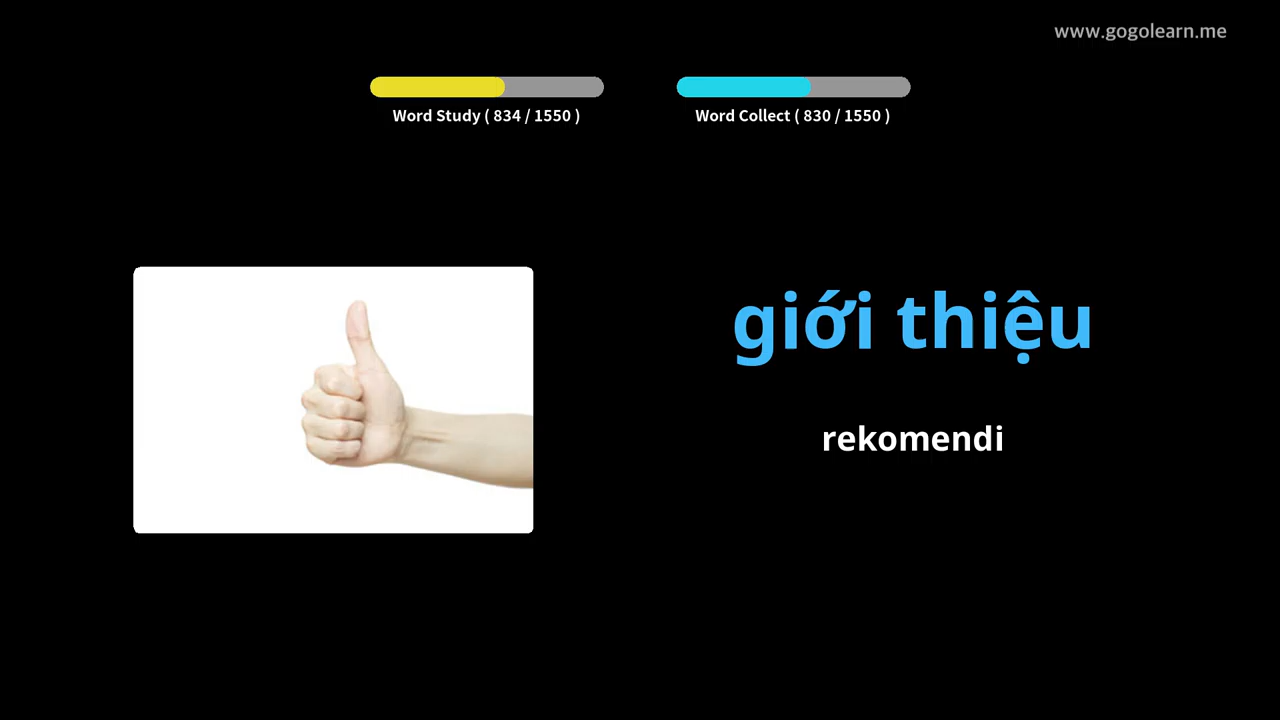 www.gogolearn.me
Word Study ( 834 / 1550 )
Word Collect ( 830 / 1550 )
giới thiệu
rekomendi